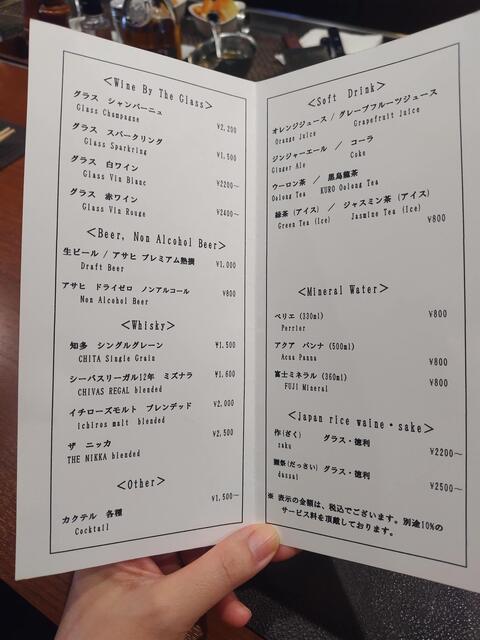 <Wine By The Glass>
グラス シャンパーニュ
Glass Champagne ¥2,200
グラス スパークリング
Glass Sparkring ¥1,500
グラス 白ワイン
Glass Vin Blanc ¥2200~
グラス 赤ワイン
Glass Vin Rouge ¥2400~
<Beer, Non Alcohol Beer>
生ビール / アサヒ プレミアム熟撰 ¥1,000
Draft Beer
アサヒ ドライゼロ ノンアルコール ¥800
Non Alcohol Beer
<Whisky>
知多 シングルグレーン ¥1,500
CHITA Single Grain
シーバスリーガル12年 ミズナラ ¥1,600
CHIVAS REGAL blended
イチローズモルト ブレンデッド ¥2,000
Ichiros malt blended
ザ ニッカ ¥2,500
THE NIKKA blended
<Other>
¥1,500~
カクテル 各種
Cocktail
<Soft Drink>
オレンジジュース / グレープフルーツジュース
Orange Juice Grapefruit Juice
ジンジャーエール / コーラ
Ginger Ale Coke
ウーロン茶 / 黒烏龍茶
Oolong Tea KURO Oolong Tea
緑茶 (アイス) / ジャスミン茶 (アイス)
Green Tea (Ice) Jasmine Tea (Ice) ¥800
<Mineral Water>
ペリエ (330ml) ¥800
Perrier
アクア パンナ (500ml)
Acua Panna ¥800
富士ミネラル (360ml)
FUJI Mineral ¥800
<Japan rice waine・sake>
作(ざく) グラス・徳利
zaku ¥2200~
獺祭(だっさい) グラス・徳利
dassai ¥2500~
※ 表示の金額は、税込でございます。別途10%の
サービス料を頂戴しております。